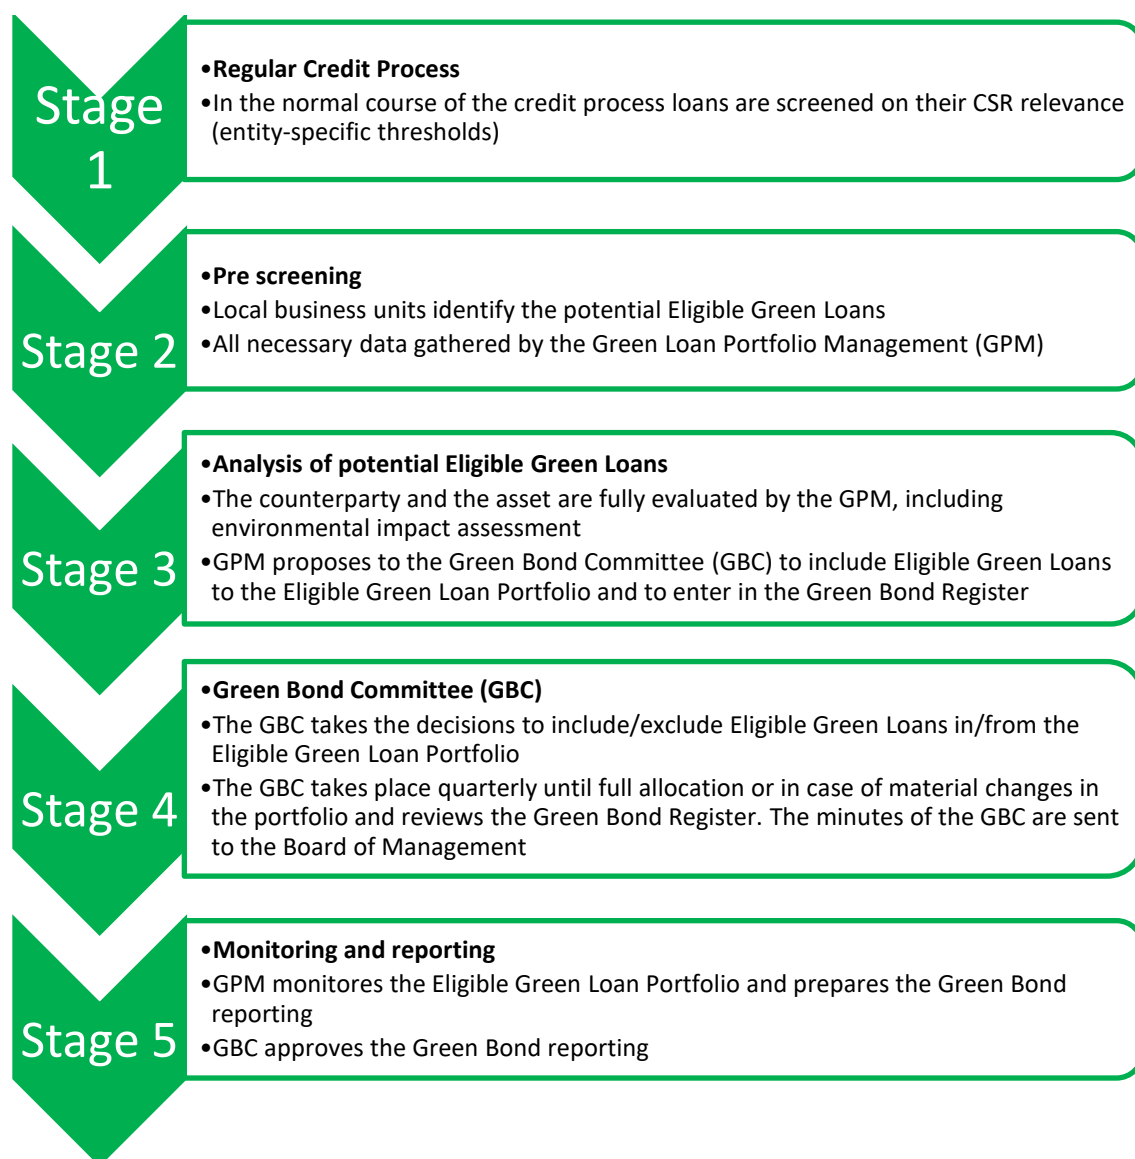 Stage
1
•Regular Credit Process
•In the normal course of the credit process loans are screened on their CSR relevance
(entity-specific thresholds)
Stage 2
•Pre screening
•Local business units identify the potential Eligible Green Loans
•All necessary data gathered by the Green Loan Portfolio Management (GPM)
Stage 3
•Analysis of potential Eligible Green Loans
•The counterparty and the asset are fully evaluated by the GPM, including
environmental impact assessment
•GPM proposes to the Green Bond Committee (GBC) to include Eligible Green Loans
to the Eligible Green Loan Portfolio and to enter in the Green Bond Register
Stage 4
•Green Bond Committee (GBC)
•The GBC takes the decisions to include/exclude Eligible Green Loans in/from the
Eligible Green Loan Portfolio
•The GBC takes place quarterly until full allocation or in case of material changes in
the portfolio and reviews the Green Bond Register. The minutes of the GBC are sent
to the Board of Management
Stage 5
•Monitoring and reporting
•GPM monitores the Eligible Green Loan Portfolio and prepares the Green Bond
reporting
•GBC approves the Green Bond reporting